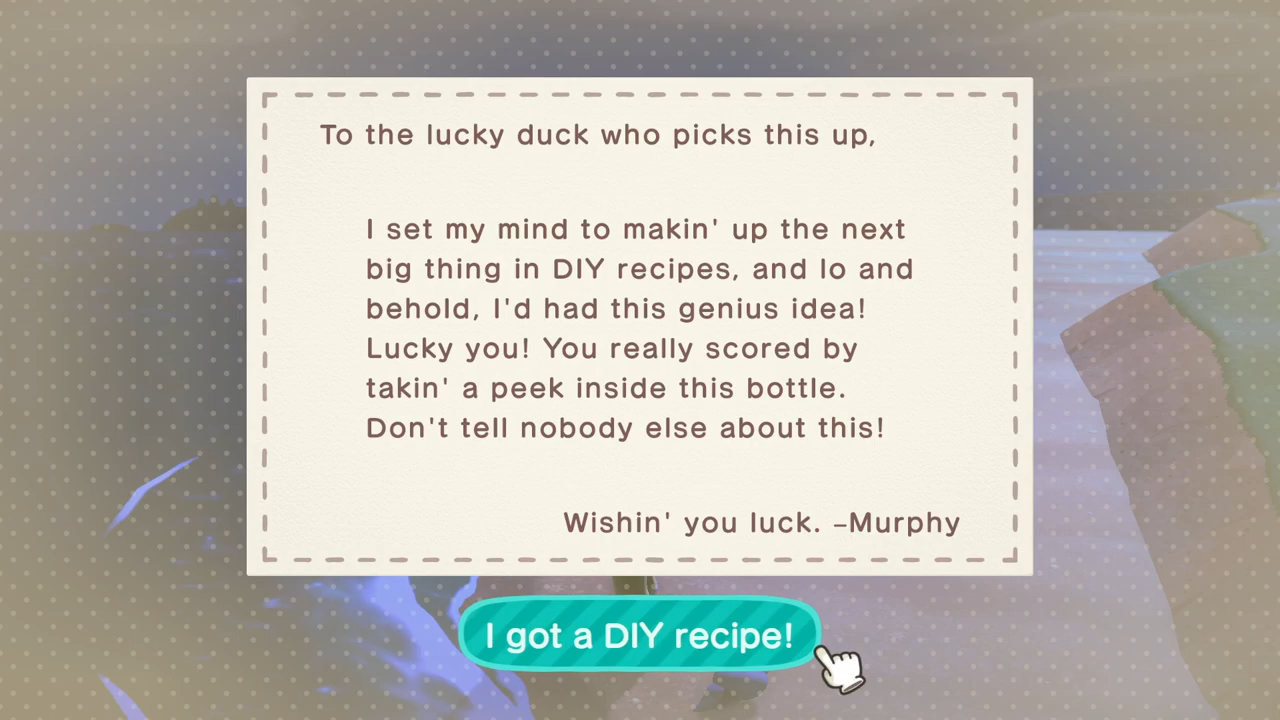 To the lucky duck who picks this up,
I set my mind to makin' up the next
big thing in DIY recipes, and lo and
behold, I'd had this genius idea!
Lucky you! You really scored by
takin' a peek inside this bottle.
Don't tell nobody else about this!
Wishin' you luck. –Murphy
I got a DIY recipe!